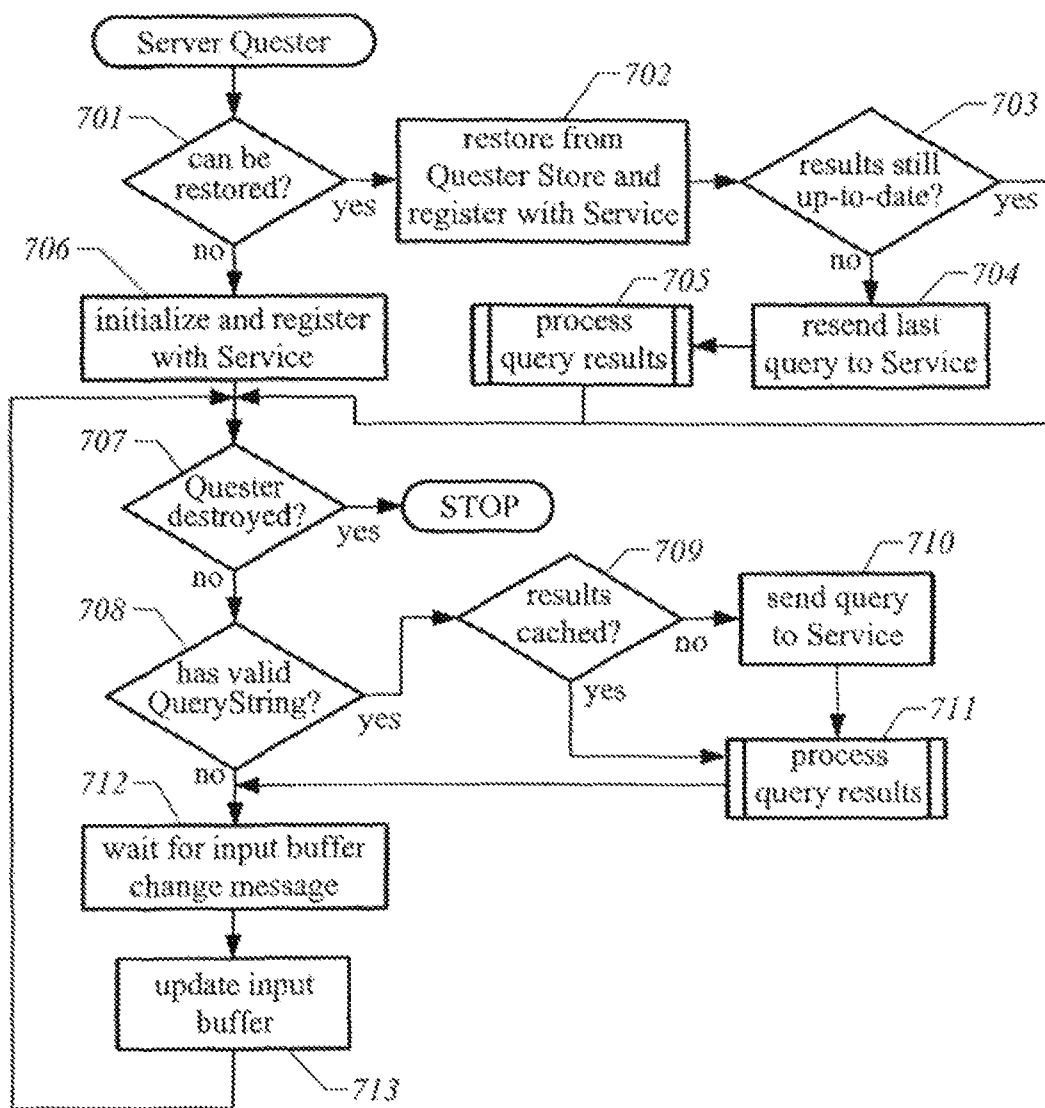 Server Quester
701
can be
restored?
yes
no
702
restore from
Quester Store and
register with Service
703
results still
up-to-date?
yes
no
706
initialize and register
with Service
705
process
query results
704
resend last
query to Service
707
Quester
destroyed?
yes
no
STOP
708
has valid
QueryString?
yes
no
709
results
cached?
no
yes
710
send query
to Service
711
process
query results
712
wait for input buffer
change message
update input
buffer
713